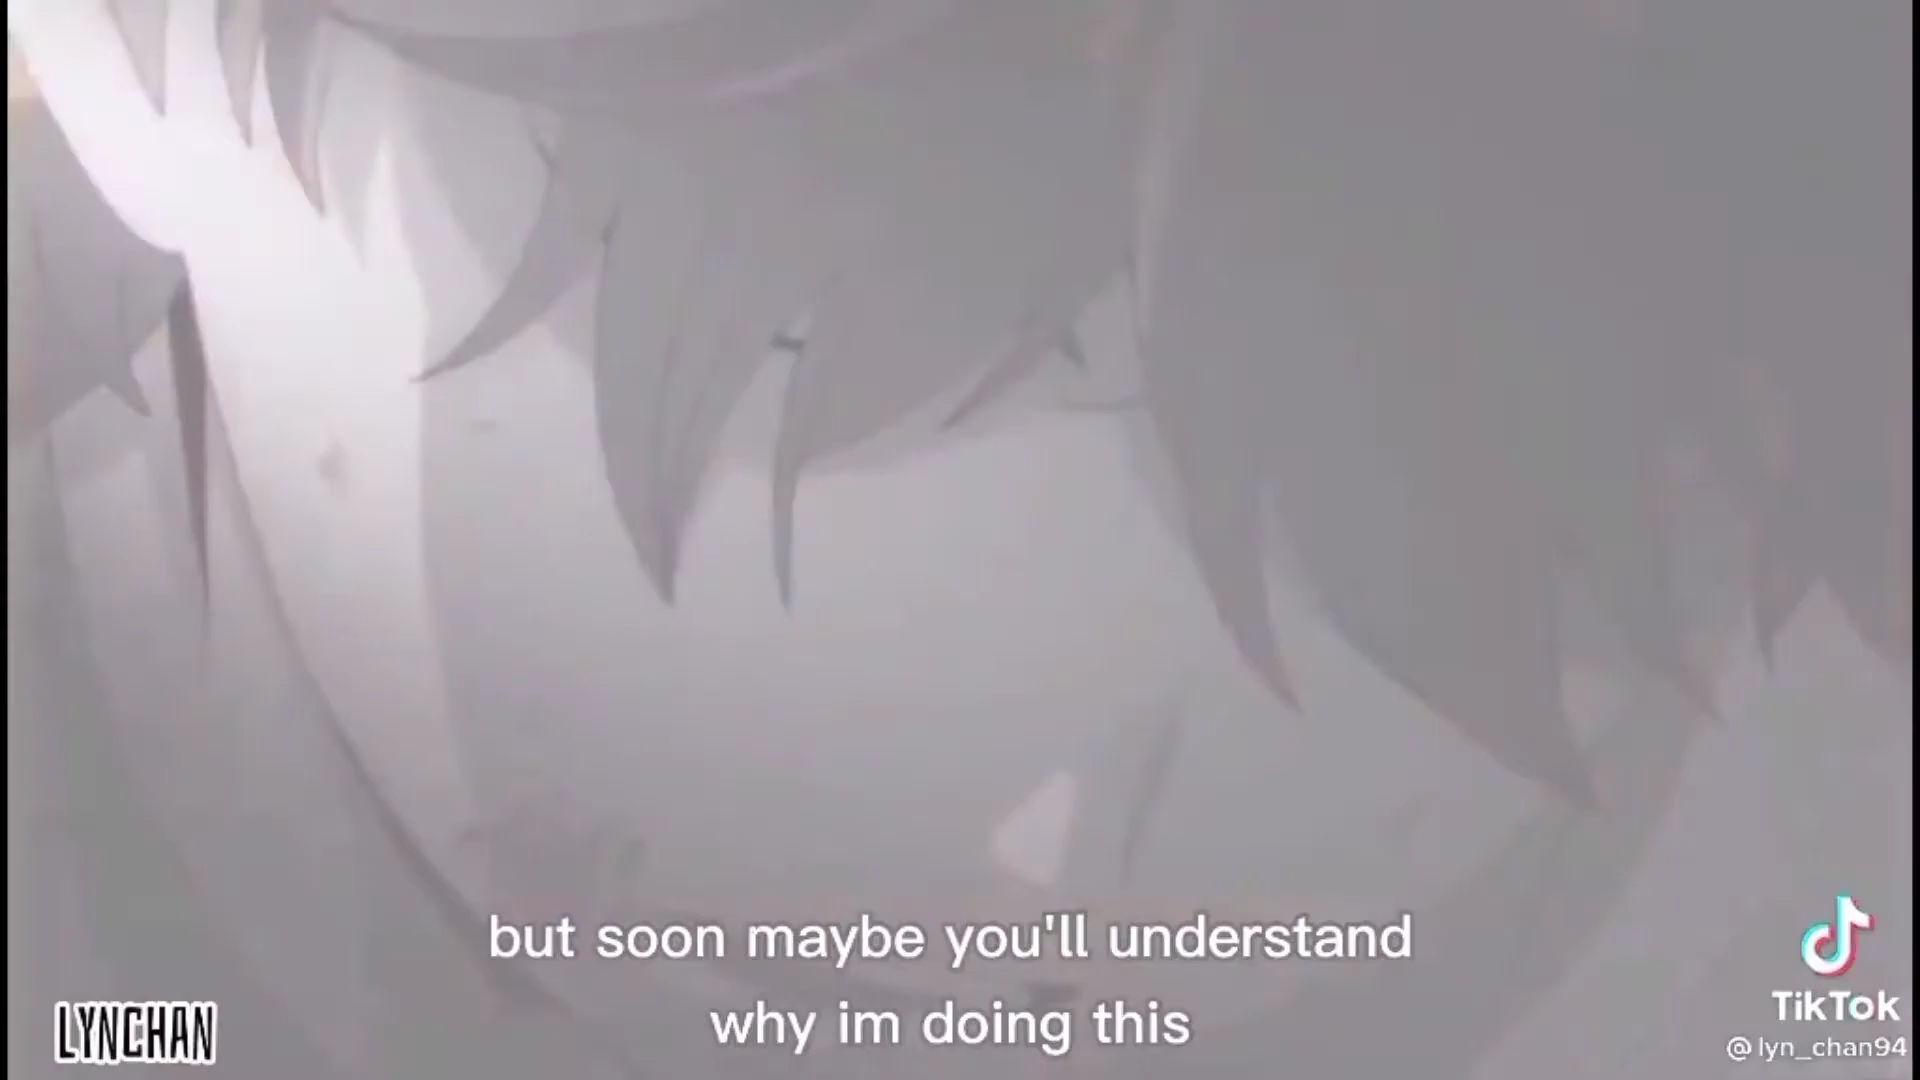 but soon maybe you'll understand
why im doing this
LYNCHAN
TikTok
@lyn_chan94